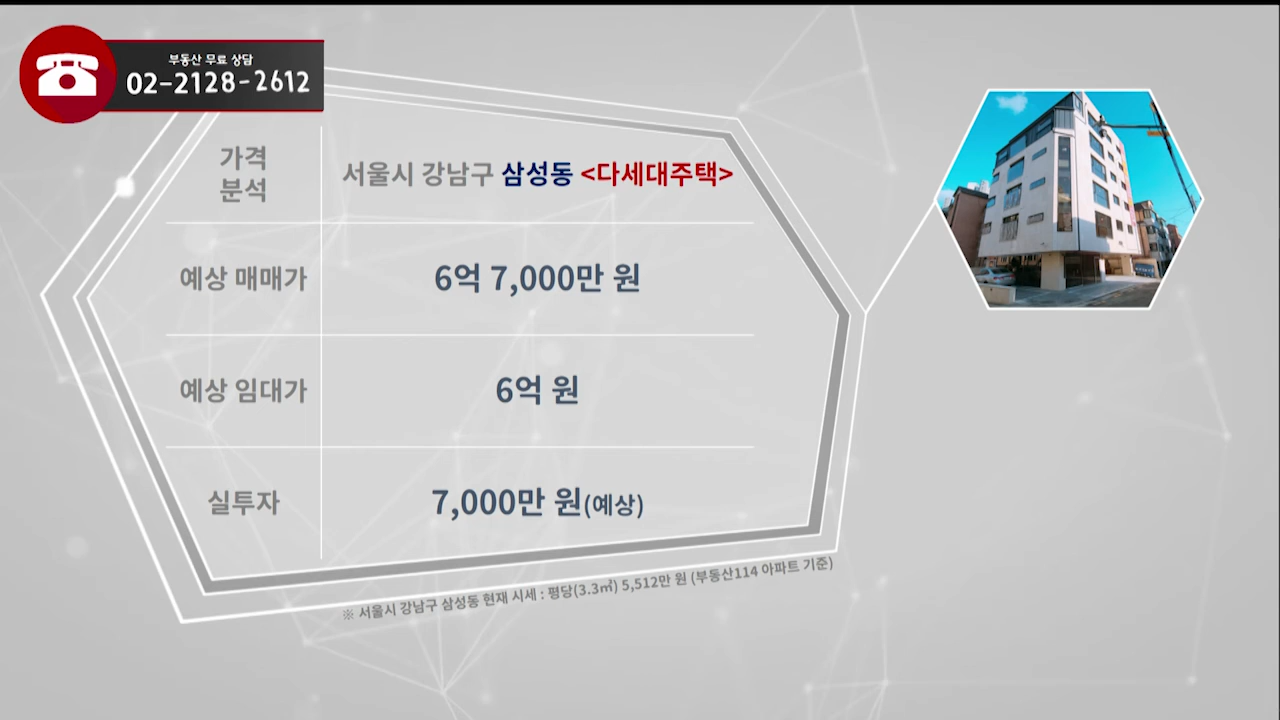 부동산 무료 상담
02-2128-2612
가격
분석
서울시 강남구 삼성동 <다세대주택>
예상 매매가
6억 7,000만 원
예상 임대가
6억 원
실투자
7,000만 원(예상)
※ 서울시 강남구 삼성동 현재 시세 : 평당(3.3㎡) 5,512만 원 (부동산114 아파트 기준)